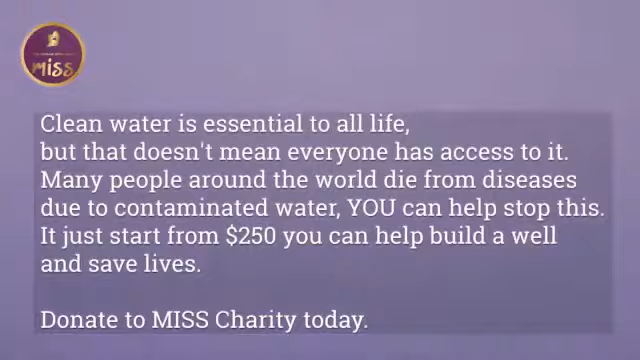 miss
Clean water is essential to all life,
but that doesn't mean everyone has access to it.
Many people around the world die from diseases
due to contaminated water, YOU can help stop this.
It just start from $250 you can help build a well
and save lives.
Donate to MISS Charity today.